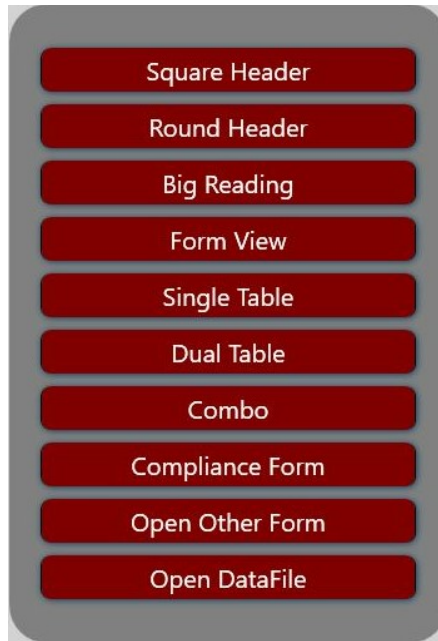 Square Header
Round Header
Big Reading
Form View
Single Table
Dual Table
Combo
Compliance Form
Open Other Form
Open DataFile